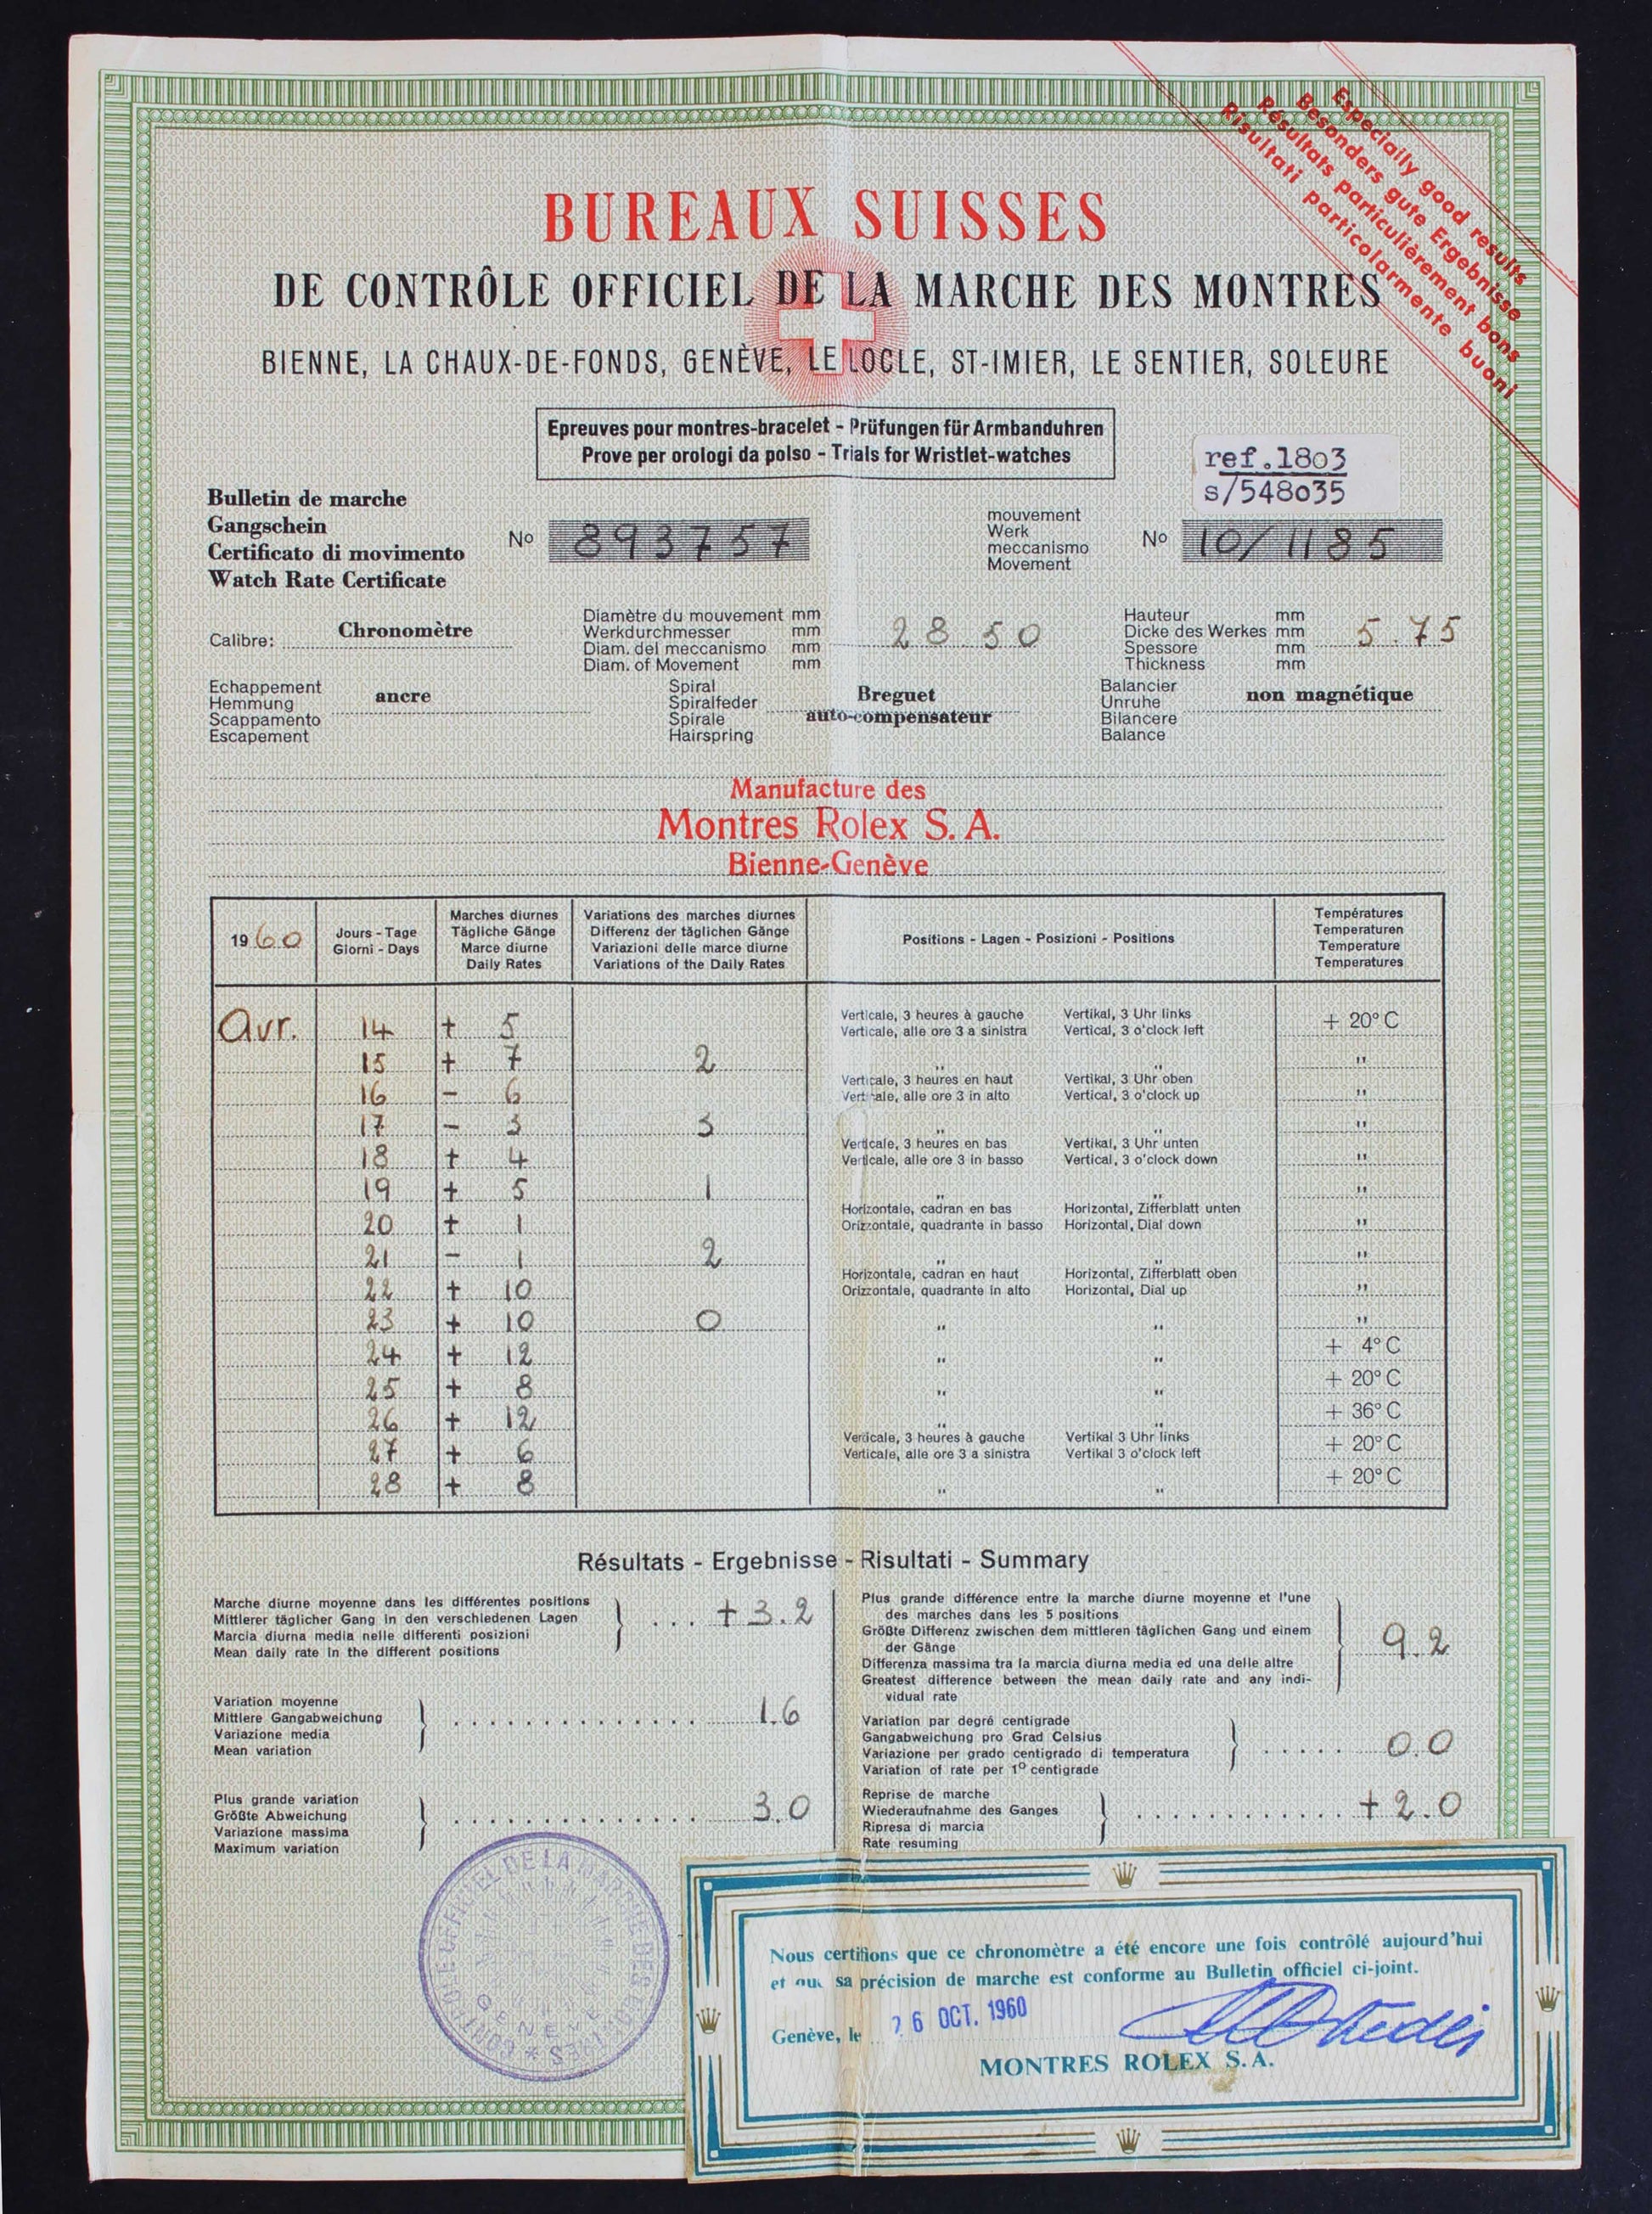 Especially good results
Besonders gute Ergebnisse
Résultats particulièrement bons
Risultati particolarmente buoni
BUREAUX SUISSES
DE CONTRÔLE OFFICIEL DE LA MARCHE DES MONTRES
BIENNE, LA CHAUX-DE-FONDS, GENÈVE, LE LOCLE, ST-IMIER, LE SENTIER, SOLEURE
Epreuves pour montres-bracelet - Prüfungen für Armbanduhren
Prove per orologi da polso - Trials for Wristlet-watches
ref.1803
s/548035
Bulletin de marche
Gangschein
Certificato di movimento
Watch Rate Certificate
No 893757
mouvement
Werk
meccanismo
Movement
No 10/1185
Calibre: Chronomètre
Diamètre du mouvement mm
Werkdurchmesser mm
Diam. del meccanismo mm
Diam. of Movement mm
28.50
Hauteur mm
Dicke des Werkes mm
Spessore mm
Thickness mm
5.75
Echappement
Hemmung
Scappamento
Escapement
ancre
Spiral
Spiralfeder
Spirale
Hairspring
Breguet
auto-compensateur
Balancier
Unruhe
Bilancere
Balance
non magnétique
Manufacture des
Montres Rolex S.A.
Bienne-Genève
1960
Jours - Tage
Giorni - Days
Marches diurnes
Tägliche Gänge
Marce diurne
Daily Rates
Variations des marches diurnes
Differenz der täglichen Gänge
Variazioni delle marce diurne
Variations of the Daily Rates
Positions - Lagen - Posizioni - Positions
Températures
Temperaturen
Temperature
Temperatures
Avr. 14 + 5 Verticale, 3 heures à gauche Vertikal, 3 Uhr links + 20° C
Verticale, alle ore 3 a sinistra Vertical, 3 o'clock left
15 + 7 2 " " "
16 - 6 Verticale, 3 heures en haut Vertikal, 3 Uhr oben "
Verticale, alle ore 3 in alto Vertical, 3 o'clock up
17 - 3 3 " " "
18 + 4 Verticale, 3 heures en bas Vertikal, 3 Uhr unten "
Verticale, alle ore 3 in basso Vertical, 3 o'clock down
19 + 5 1 " " "
20 + 1 Horizontale, cadran en bas Horizontal, Zifferblatt unten "
Orizzontale, quadrante in basso Horizontal, Dial down
21 - 1 2 " " "
22 + 10 Horizontale, cadran en haut Horizontal, Zifferblatt oben "
Orizzontale, quadrante in alto Horizontal, Dial up
23 + 10 0 " " "
24 + 12 " " + 4° C
25 + 8 " " + 20° C
26 + 12 " " + 36° C
27 + 6 Verticale, 3 heures à gauche Vertikal 3 Uhr links + 20° C
Verticale, alle ore 3 a sinistra Vertikal 3 o'clock left
28 + 8 " " + 20° C
Résultats - Ergebnisse - Risultati - Summary
Marche diurne moyenne dans les différentes positions
Mittlerer täglicher Gang in den verschiedenen Lagen
Marcia diurna media nelle differenti posizioni
Mean daily rate in the different positions
+ 3.2
Variation moyenne
Mittlere Gangabweichung
Variazione media
Mean variation
1.6
Plus grande variation
Größte Abweichung
Variazione massima
Maximum variation
3.0
Plus grande différence entre la marche diurne moyenne et l'une
des marches dans les 5 positions
Größte Differenz zwischen dem mittleren täglichen Gang und einem
der Gänge
Differenza massima tra la marcia diurna media ed una delle altre
Greatest difference between the mean daily rate and any indi-
vidual rate
9.2
Variation par degré centigrade
Gangabweichung pro Grad Celsius
Variazione per grado centigrado di temperatura
Variation of rate per 1° centigrade
0.0
Reprise de marche
Wiederaufnahme des Ganges
Ripresa di marcia
Rate resuming
+ 2.0
CONTROLE OFFICIEL DE LA MARCHE DES MONTRES *
GENEVE
Nous certifions que ce chronomètre a été encore une fois contrôlé aujourd'hui
et que sa précision de marche est conforme au Bulletin officiel ci-joint.
Genève, le 26 OCT. 1960
MONTRES ROLEX S.A.